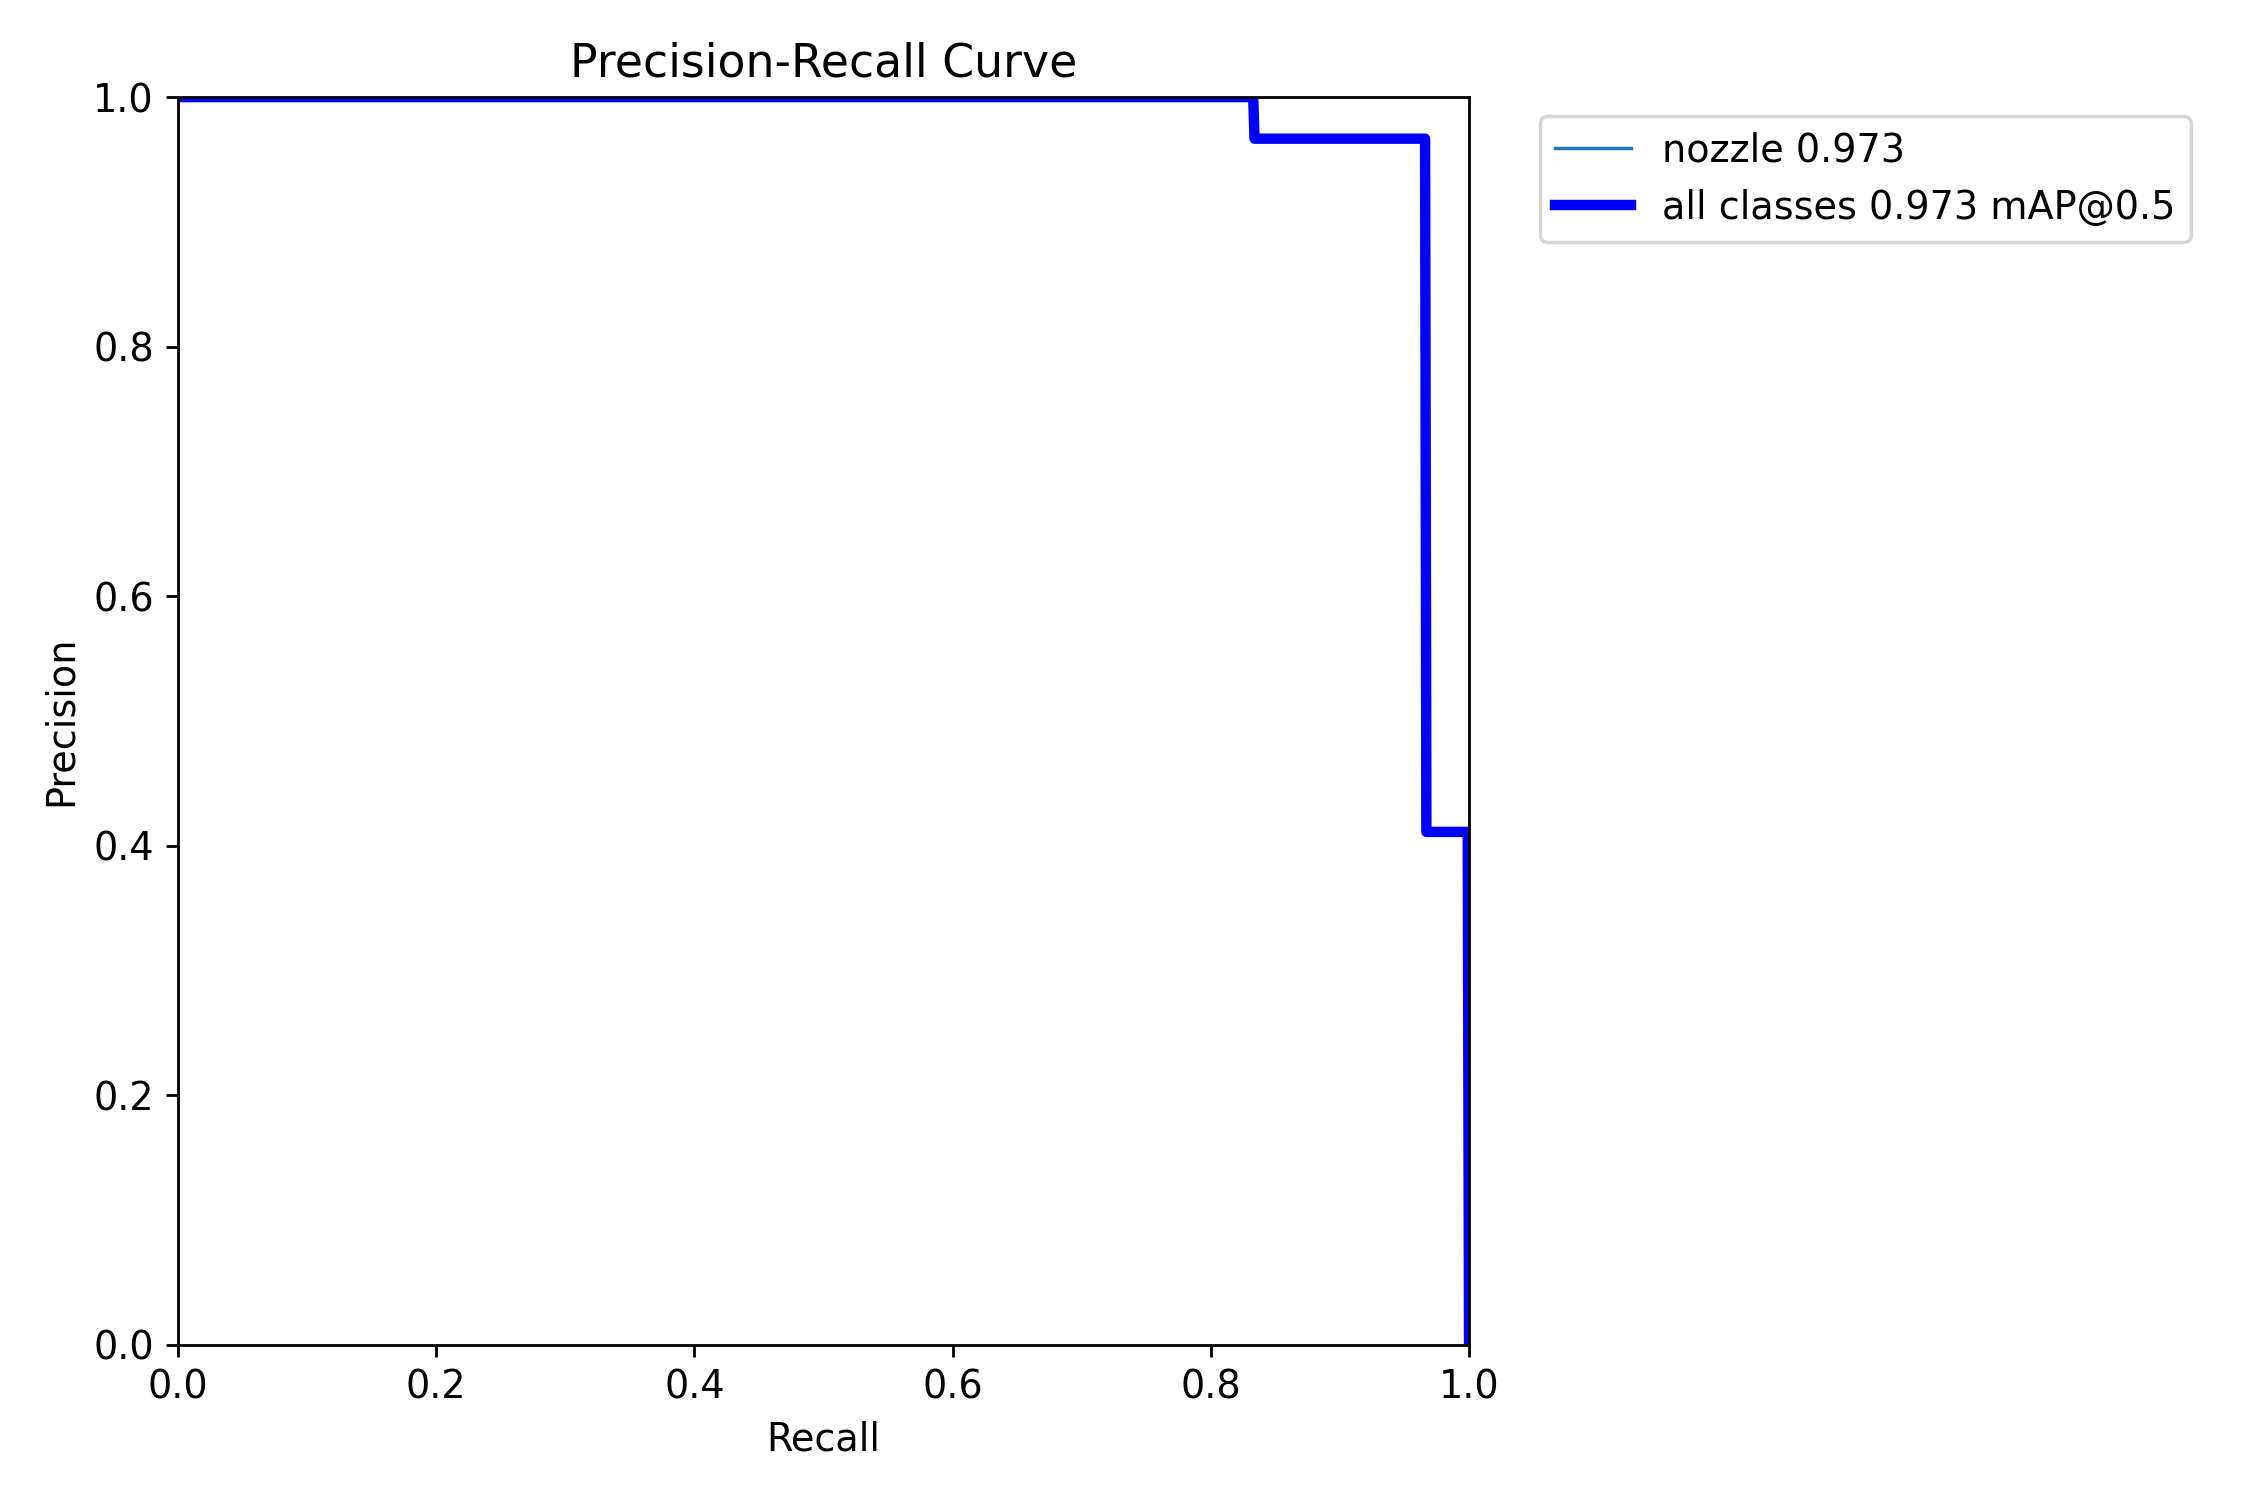 Precision-Recall Curve
1.0
0.8
0.6
0.4
0.2
0.0
Precision
0.0 0.2 0.4 0.6 0.8 1.0
Recall
nozzle 0.973
all classes 0.973 mAP@0.5